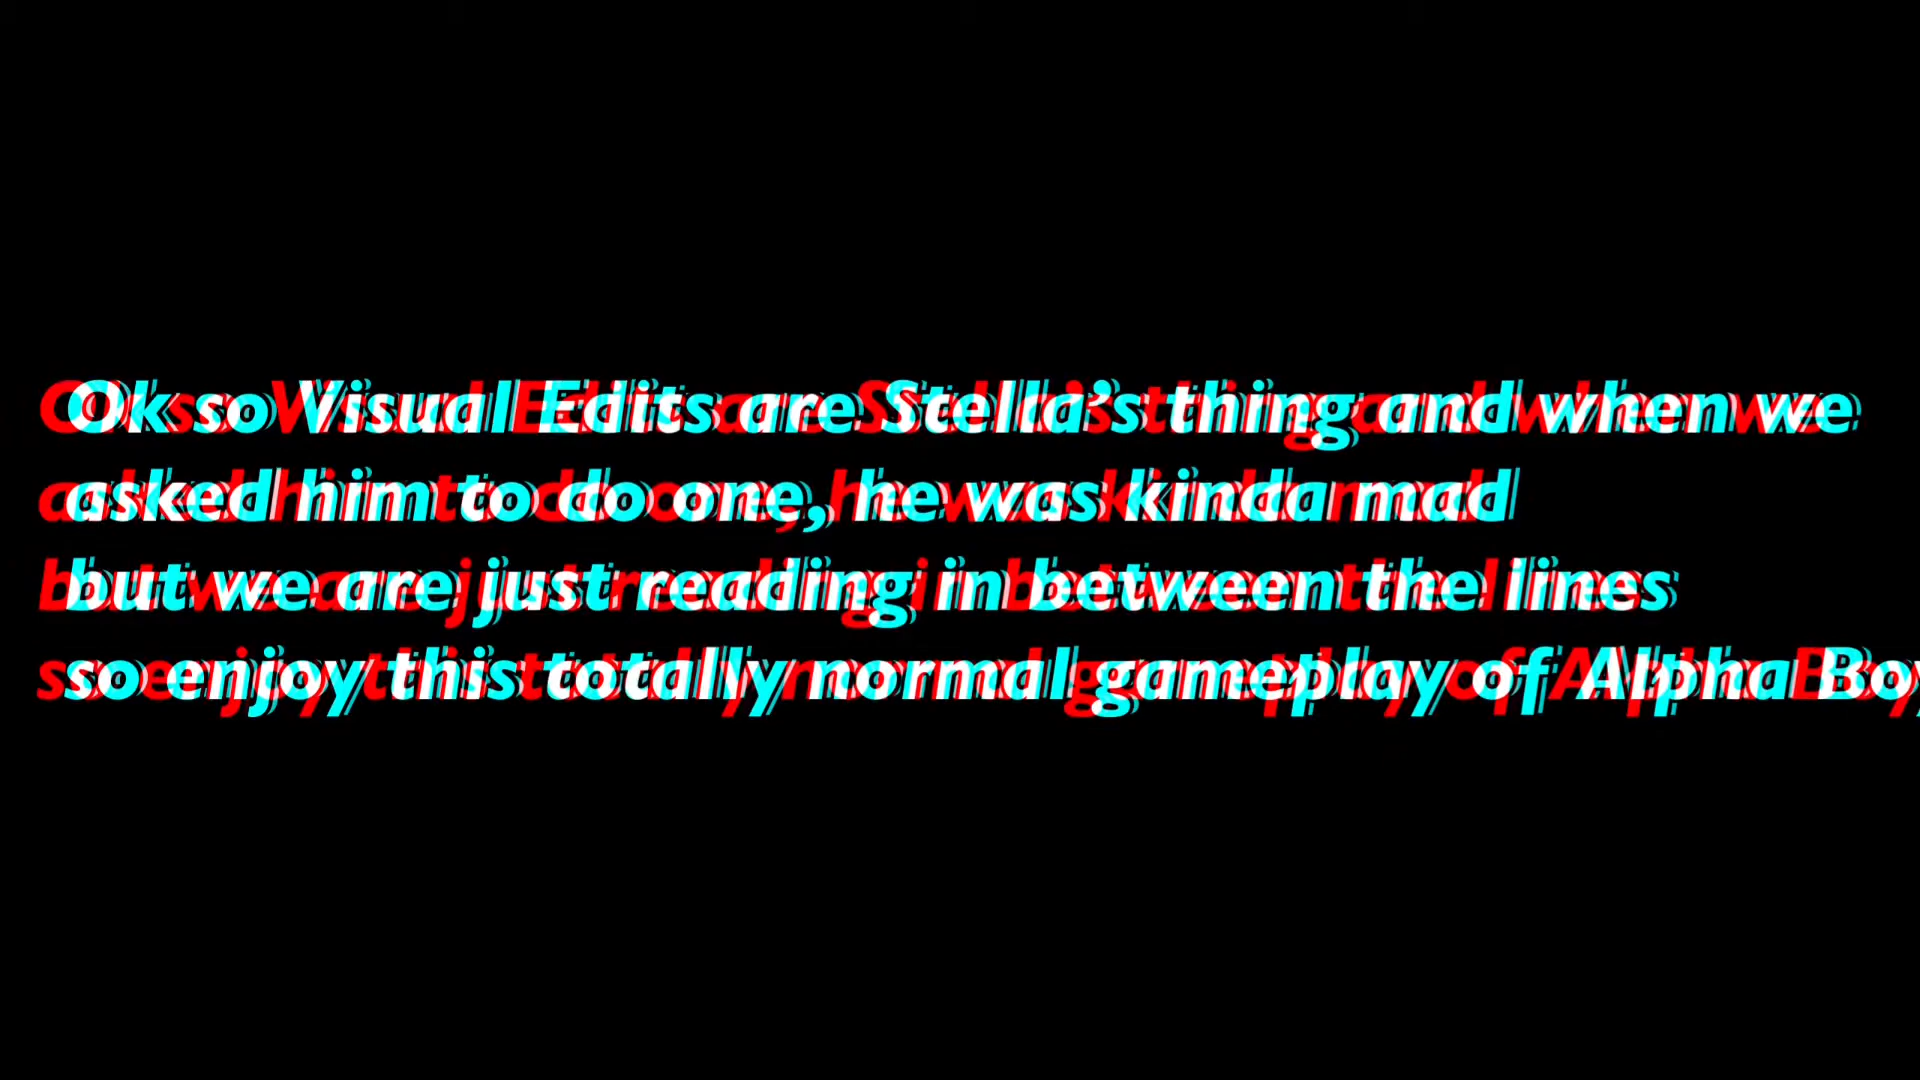 Ok so Visual Edits are Stella's thing and when we
asked him to do one, he was kinda mad
but we are just reading in between the lines
so enjoy this totally normal gameplay of Alpha Boy